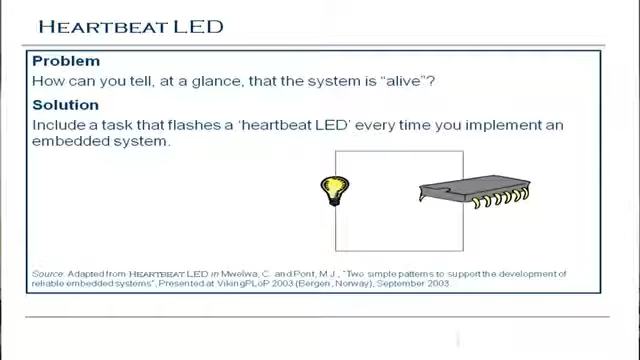 HEARTBEAT LED
Problem
How can you tell, at a glance, that the system is “alive”?
Solution
Include a task that flashes a ‘heartbeat LED’ every time you implement an
embedded system.
Source: Adapted from HEARTBEAT LED in Mwelwa, C. and Pont, M.J., “Two simple patterns to support the development of
reliable embedded systems”, Presented at VikingPLoP 2003 (Bergen, Norway), September 2003.